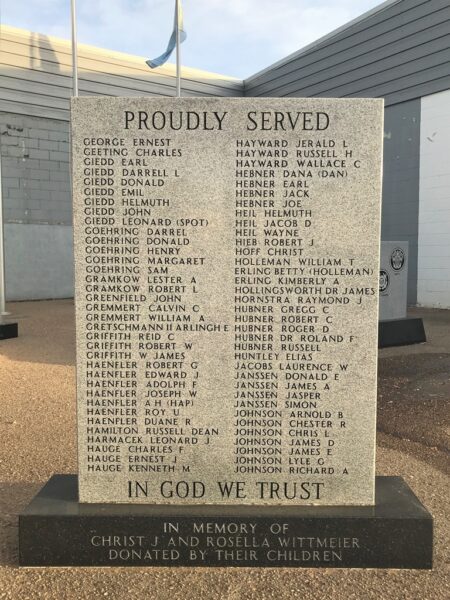 PROUDLY SERVED
GEORGE ERNEST
GEETING CHARLES
GIEDD EARL
GIEDD DARRELL L
GIEDD DONALD
GIEDD EMIL
GIEDD HELMUTH
GIEDD JOHN
GIEDD LEONARD (SPOT)
GOEHRING DARREL
GOEHRING DONALD
GOEHRING HENRY
GOEHRING MARGARET
GOEHRING SAM
GRAMKOW LESTER A
GRAMKOW ROBERT L
GREENFIELD JOHN
GREMMERT CALVIN C
GREMMERT WILLIAM A
GRETSCHMANN II ARLINGH E
GRIFFITH REID C
GRIFFITH ROBERT W
GRIFFITH W JAMES
HAENFLER ROBERT G
HAENFLER EDWARD J
HAENFLER ADOLPH F
HAENFLER JOSEPH W
HAENFLER A H (HAP)
HAENFLER ROY U
HAENFLER DUANE R
HAMILTON RUSSELL DEAN
HARMACEK LEONARD J
HAUGE CHARLES F
HAUGE ERNEST J
HAUGE KENNETH M
HAYWARD JERALD L
HAYWARD RUSSELL H
HAYWARD WALLACE C
HEBNER DANA (DAN)
HEBNER EARL
HEBNER JACK
HEBNER JOE
HEIL HELMUTH
HEIL JACOB D
HEIL WAYNE
HIEB ROBERT J
HOFF CHRIST
HOLLEMAN WILLIAM T
ERLING BETTY (HOLLEMAN)
ERLING KIMBERLY A
HOLLINGSWORTH DR JAMES
HORNSTRA RAYMOND J
HUBNER GREGG C
HUBNER ROBERT C
HUBNER ROGER D
HUBNER DR ROLAND F
HUBNER RUSSELL
HUNTLEY ELIAS
JACOBS LAURENCE W
JANSSEN DONALD E
JANSSEN JAMES A
JANSSEN JASPER
JANSSEN SIMON
JOHNSON ARNOLD B
JOHNSON CHESTER R
JOHNSON CHRIS L
JOHNSON JAMES D
JOHNSON JAMES E
JOHNSON LYLE O
JOHNSON RICHARD A
IN GOD WE TRUST
IN MEMORY OF
CHRIST J AND ROSELLA WITTMEIER
DONATED BY THEIR CHILDREN